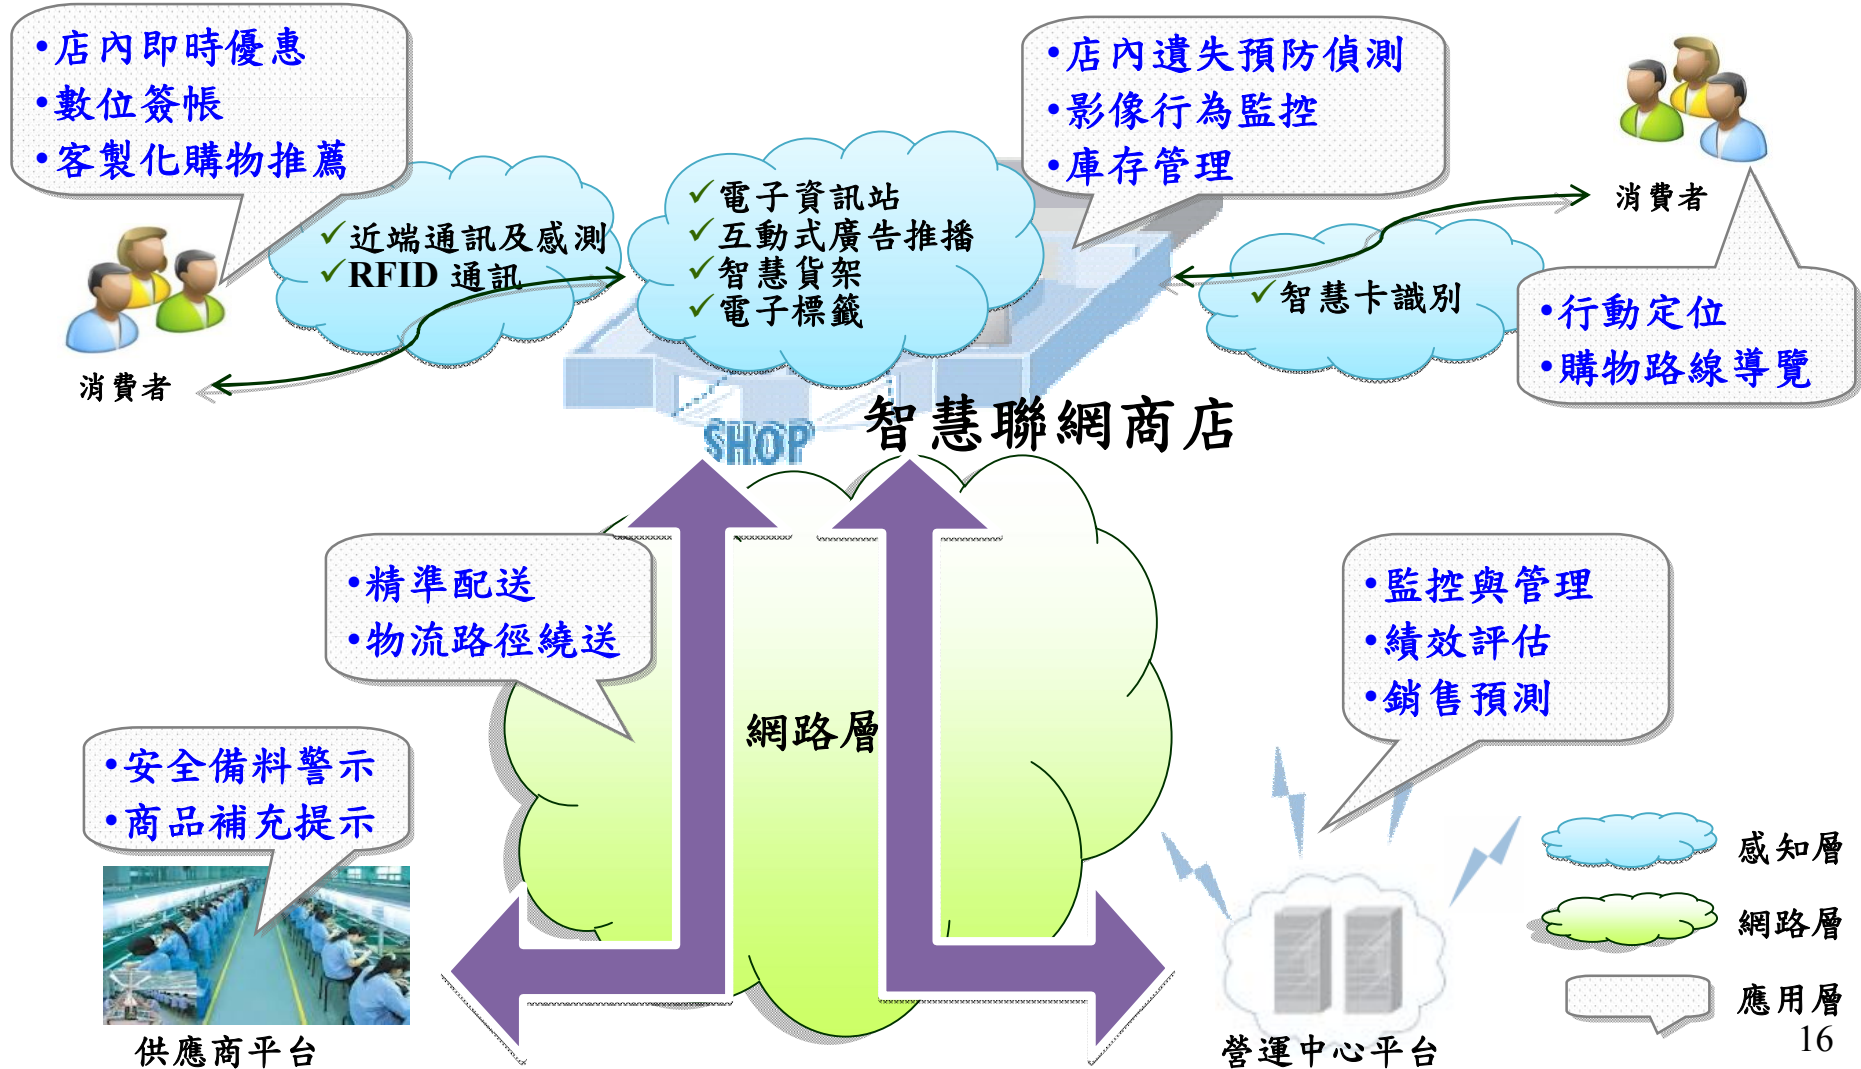 •店內即時優惠
•數位簽帳
•客製化購物推薦
•店內遺失預防偵測
•影像行為監控
•庫存管理
✓近端通訊及感測
✓RFID 通訊
✓電子資訊站
✓互動式廣告推播
✓智慧貨架
✓電子標籤
✓智慧卡識別
消費者
•行動定位
•購物路線導覽
消費者
SHOP
智慧聯網商店
•精準配送
•物流路徑繞送
•監控與管理
•績效評估
•銷售預測
網路層
•安全備料警示
•商品補充提示
感知層
網路層
應用層
供應商平台
營運中心平台
16